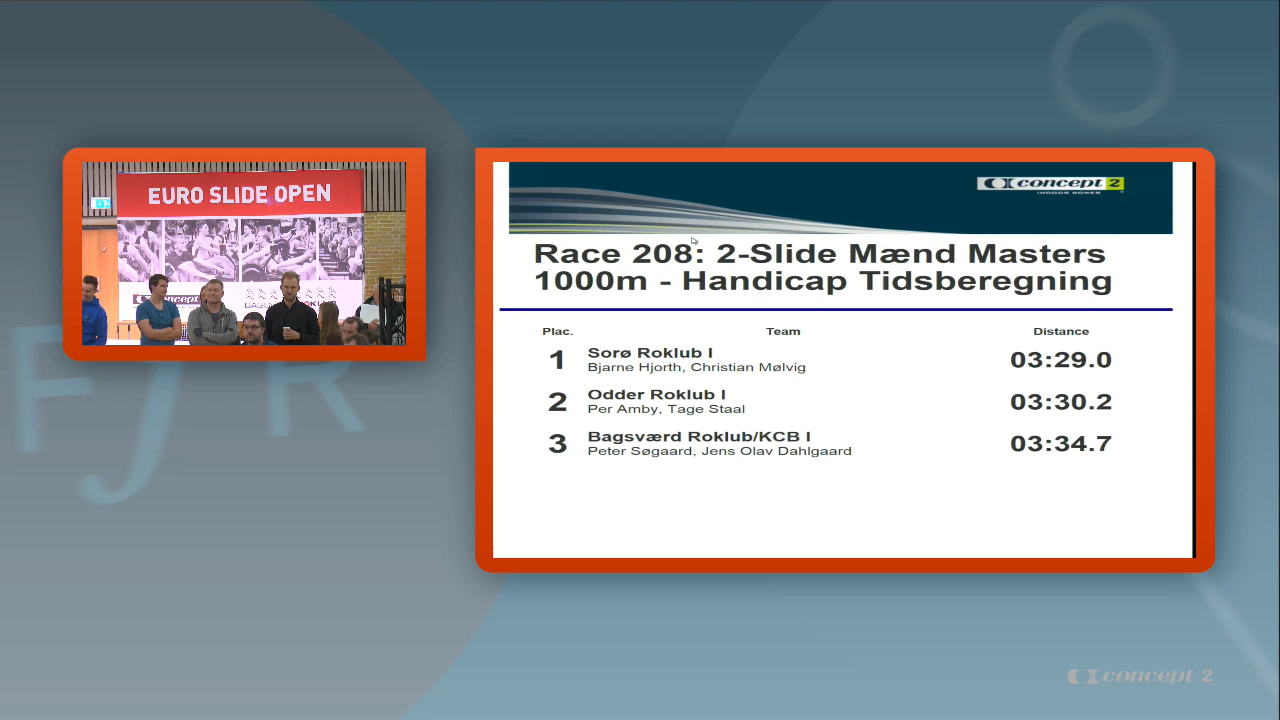 EURO SLIDE OPEN
concept 2
concept 2
INDOOR ROWER
Race 208: 2-Slide Mænd Masters
1000m - Handicap Tidsberegning
Plac. Team Distance
1 Sorø Roklub I 03:29.0
Bjarne Hjorth, Christian Mølvig
2 Odder Roklub I 03:30.2
Per Amby, Tage Staal
3 Bagsværd Roklub/KCB I 03:34.7
Peter Søgaard, Jens Olav Dahlgaard
F J R
concept 2